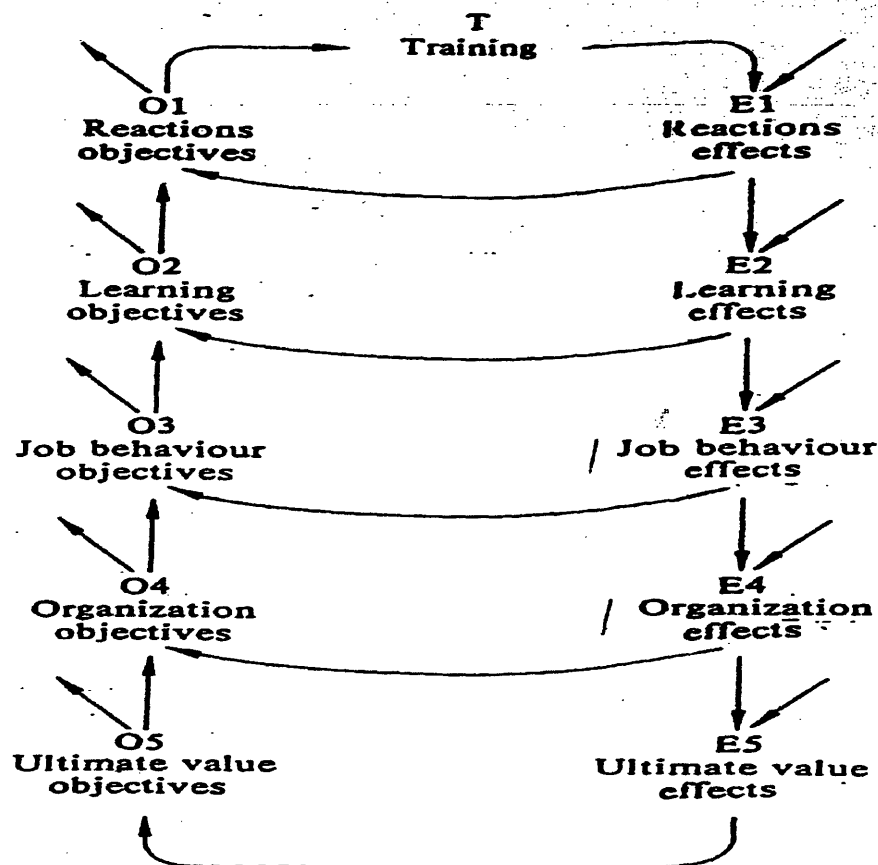 T
Training
O1
Reactions
objectives
E1
Reactions
effects
O2
Learning
objectives
E2
Learning
effects
O3
Job behaviour
objectives
E3
Job behaviour
effects
O4
Organization
objectives
E4
Organization
effects
O5
Ultimate value
objectives
E5
Ultimate value
effects